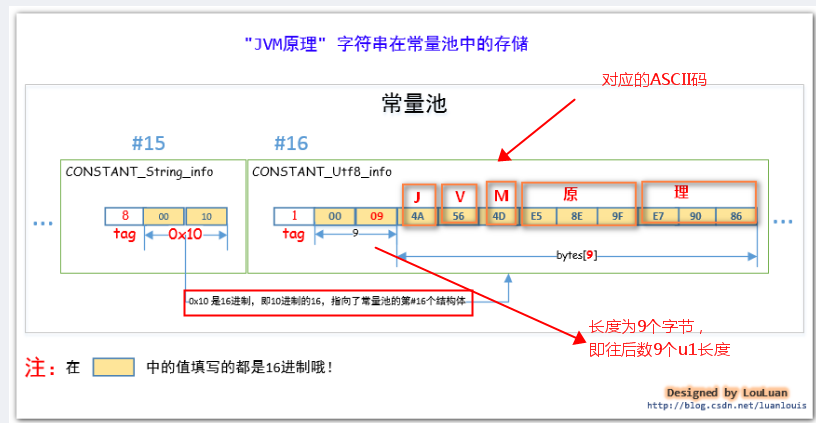 "JVM原理" 字符串在常量池中的存储
对应的ASCII码
常量池
#15
#16
CONSTANT_String_info
CONSTANT_Utf8_info
J V M 原 理
... 8 00 10 1 00 09 4A 56 4D E5 8E 9F E7 90 86 ...
tag 0x10 tag 9
bytes[9]
0x10 是16进制，即10进制的16，指向了常量池的第#16个结构体
长度为9个字节，
即往后数9个u1长度
注：在 中的值填写的都是16进制哦！
Designed by LouLuan
http://blog.csdn.net/luanlouis